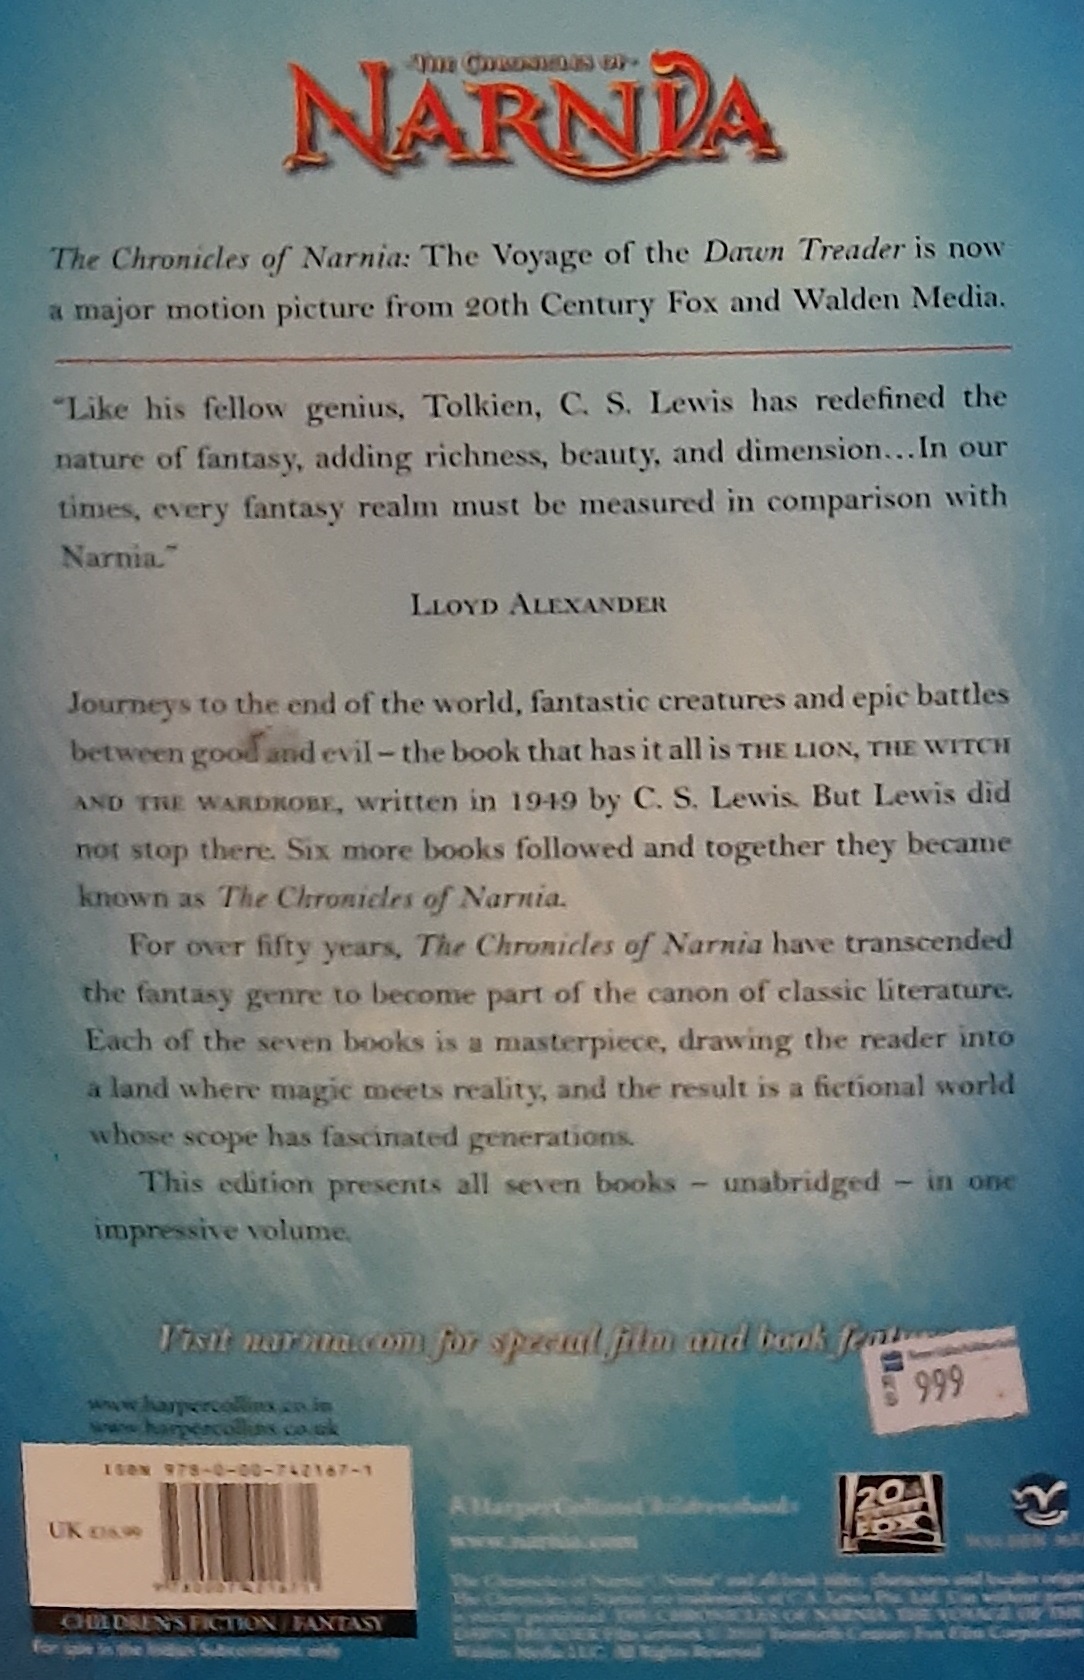 THE CHRONICLES OF
NARNIA
The Chronicles of Narnia: The Voyage of the Dawn Treader is now
a major motion picture from 20th Century Fox and Walden Media.
"Like his fellow genius, Tolkien, C. S. Lewis has redefined the
nature of fantasy, adding richness, beauty, and dimension...In our
times, every fantasy realm must be measured in comparison with
Narnia."
LLOYD ALEXANDER
Journeys to the end of the world, fantastic creatures and epic battles
between good and evil – the book that has it all is THE LION, THE WITCH
AND THE WARDROBE, written in 1949 by C. S. Lewis. But Lewis did
not stop there. Six more books followed and together they became
known as The Chronicles of Narnia.
For over fifty years, The Chronicles of Narnia have transcended
the fantasy genre to become part of the canon of classic literature.
Each of the seven books is a masterpiece, drawing the reader into
a land where magic meets reality, and the result is a fictional world
whose scope has fascinated generations.
This edition presents all seven books – unabridged – in one
impressive volume.
Visit narnia.com for special film and book
999
www.harpercollins.co.in
www.harpercollins.co.uk
ISBN 978-0-00-742167-1
UK
A HarperCollins Children's Book
www.narnia.com
20th
CENTURY
FOX
CHILDREN'S FICTION / FANTASY
For sale in the Indian Subcontinent only